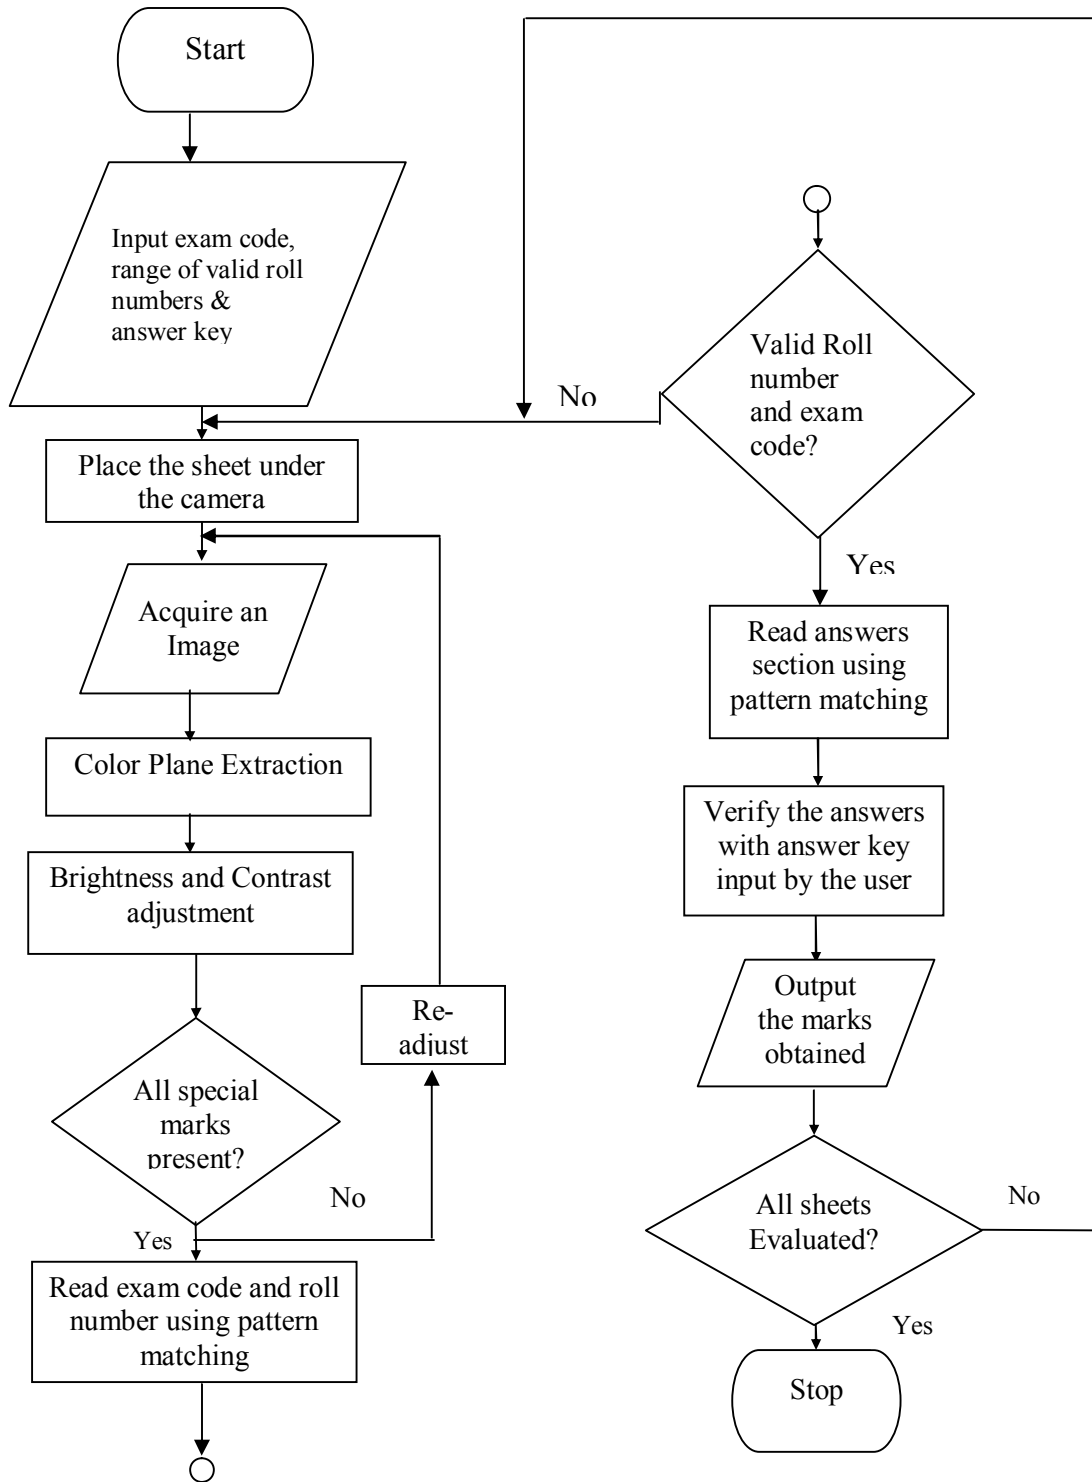 Start
Input exam code,
range of valid roll
numbers &
answer key
Place the sheet under
the camera
Acquire an
Image
Color Plane Extraction
Brightness and Contrast
adjustment
Re-
adjust
All special
marks
present?
No
Yes
Read exam code and roll
number using pattern
matching
Valid Roll
number
and exam
code?
No
Yes
Read answers
section using
pattern matching
Verify the answers
with answer key
input by the user
Output
the marks
obtained
All sheets
Evaluated?
No
Yes
Stop